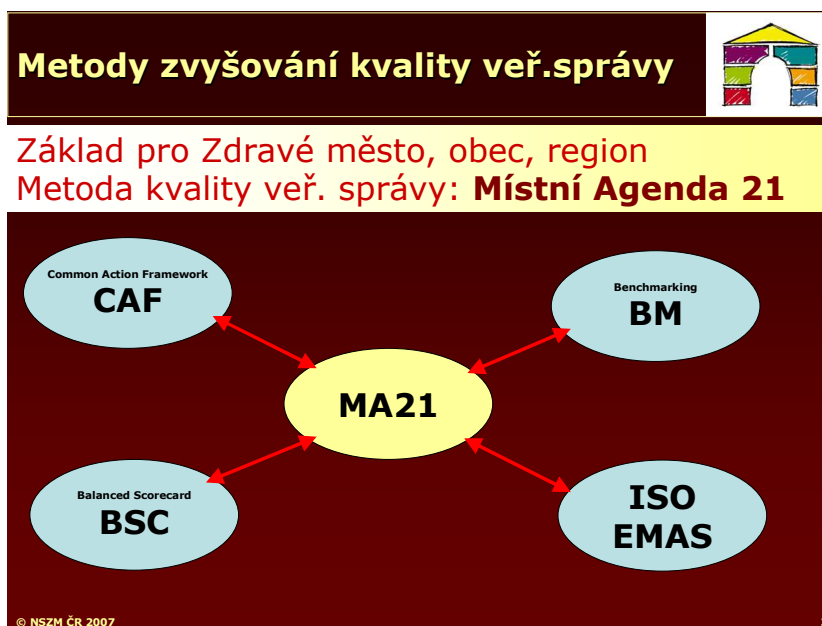 Metody zvyšování kvality veř.správy
Základ pro Zdravé město, obec, region
Metoda kvality veř. správy: Místní Agenda 21
Common Action Framework
CAF
Benchmarking
BM
MA21
Balanced Scorecard
BSC
ISO
EMAS
© NSZM ČR 2007